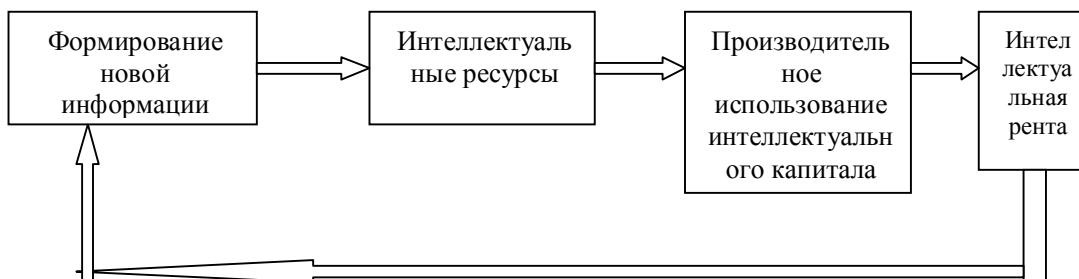 Формирование
новой
информации
Интеллектуаль
ные ресурсы
Производитель
ное
использование
интеллектуальн
ого капитала
Интел
лектуа
льная
рента